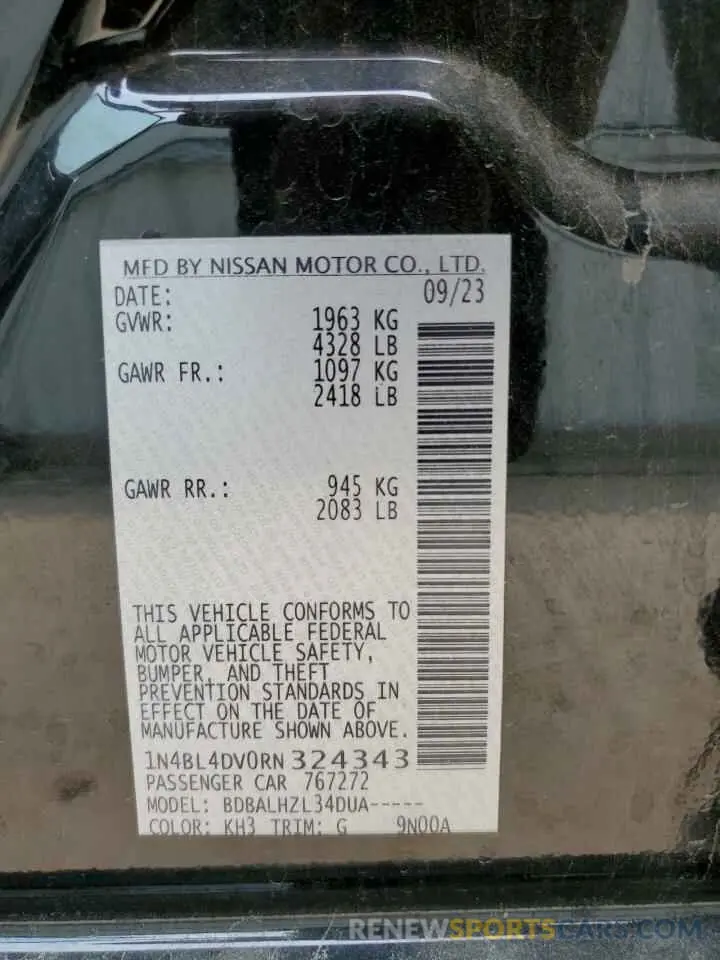 MFD BY NISSAN MOTOR CO., LTD.
DATE: 09/23
GVWR: 1963 KG
4328 LB
GAWR FR.: 1097 KG
2418 LB
GAWR RR.: 945 KG
2083 LB
THIS VEHICLE CONFORMS TO
ALL APPLICABLE FEDERAL
MOTOR VEHICLE SAFETY,
BUMPER, AND THEFT
PREVENTION STANDARDS IN
EFFECT ON THE DATE OF
MANUFACTURE SHOWN ABOVE.
1N4BL4DV0RN324343
PASSENGER CAR 767272
MODEL: BDBALHZL34DUA-----
COLOR: KH3 TRIM: G 9N00A
RENEWSPORTSCARS.COM